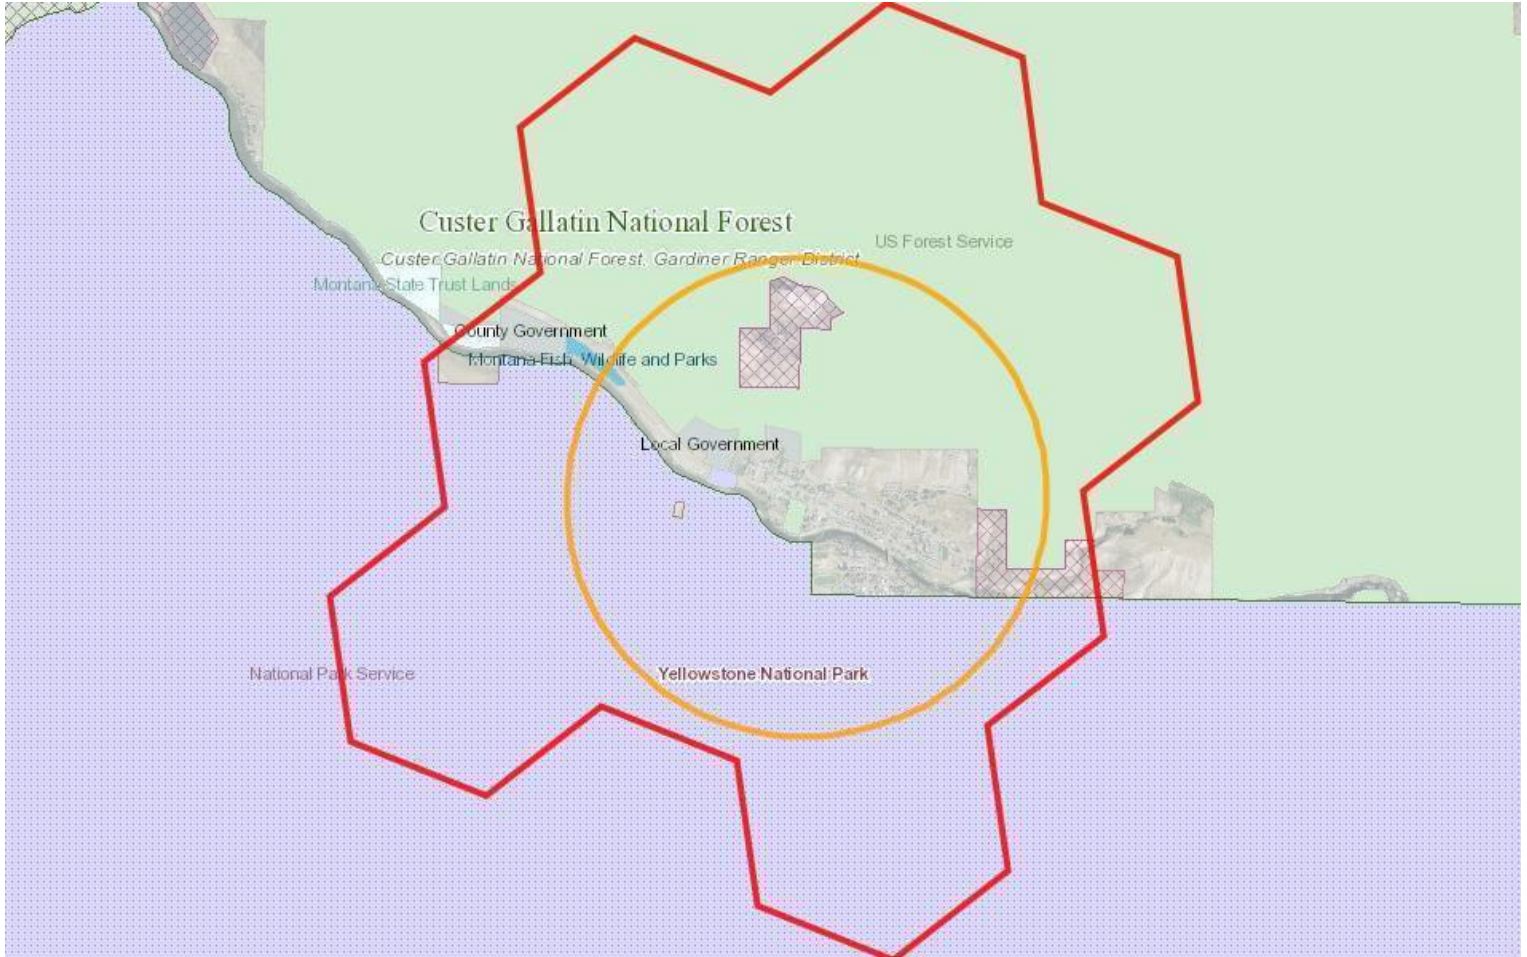 Custer Gallatin National Forest
US Forest Service
Custer Gallatin National Forest, Gardiner Ranger District
Montana State Trust Lands
County Government
Montana Fish, Wildlife and Parks
Local Government
National Park Service
Yellowstone National Park